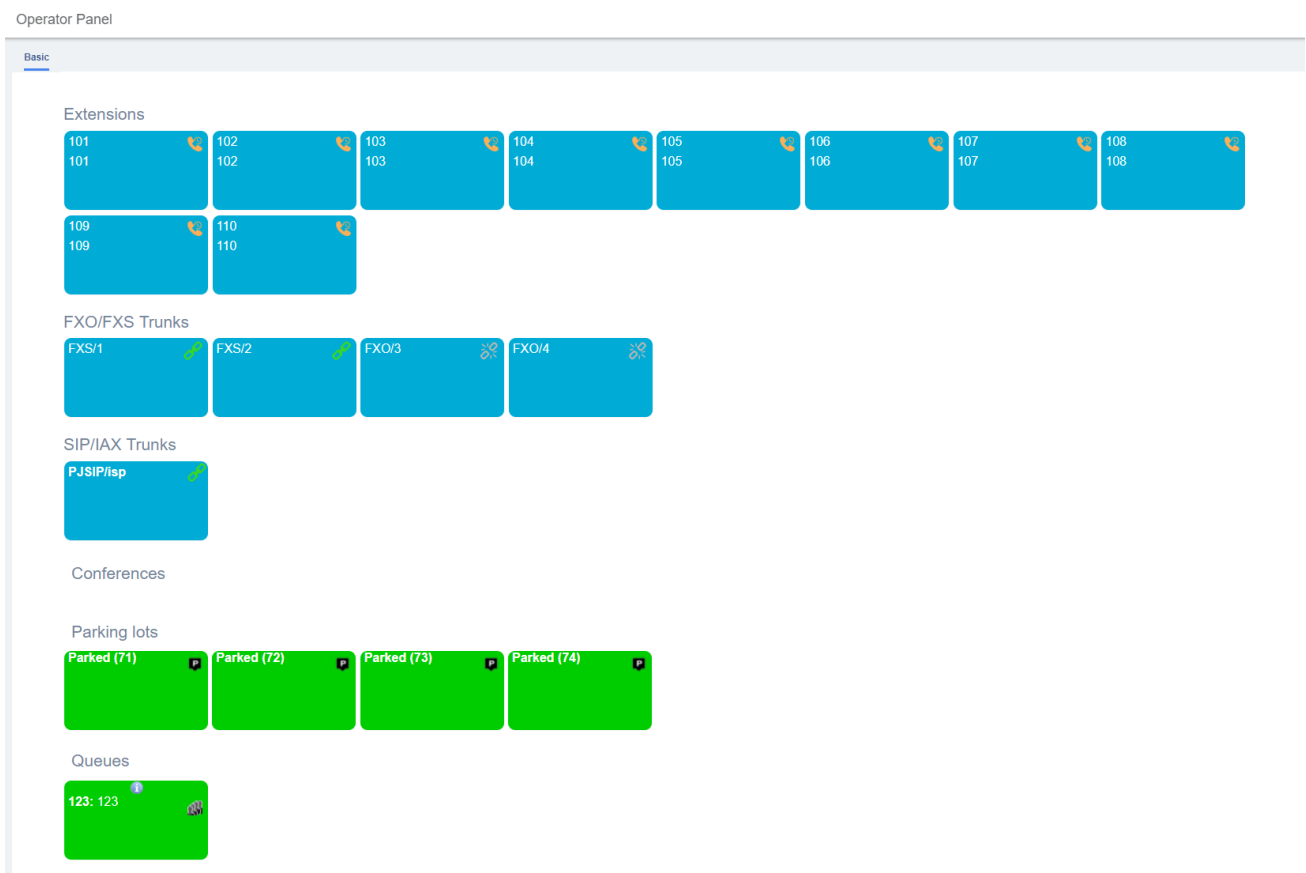 Operator Panel
Basic
Extensions
101 102 103 104 105 106 107 108
101 102 103 104 105 106 107 108
109 110
109 110
FXO/FXS Trunks
FXS/1 FXS/2 FXO/3 FXO/4
SIP/IAX Trunks
PJSIP/isp
Conferences
Parking lots
Parked (71) Parked (72) Parked (73) Parked (74)
P P P P
Queues
123: 123